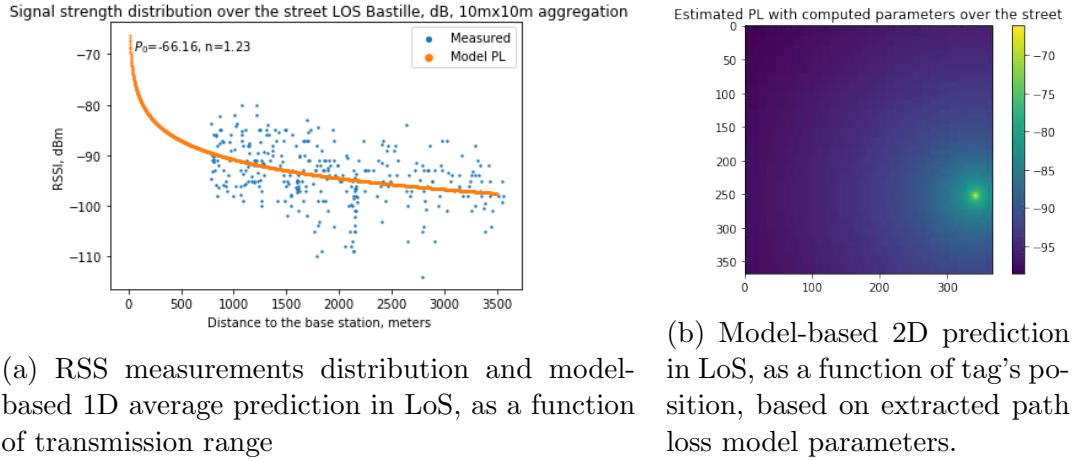 Signal strength distribution over the street LOS Bastille, dB, 10mx10m aggregation
P₀=-66.16, n=1.23
Measured
Model PL
RSSI, dBm
-70
-80
-90
-100
-110
0 500 1000 1500 2000 2500 3000 3500
Distance to the base station, meters
(a) RSS measurements distribution and model-
based 1D average prediction in LoS, as a function
of transmission range
Estimated PL with computed parameters over the street
0
50
100
150
200
250
300
350
0 100 200 300
-70
-75
-80
-85
-90
-95
(b) Model-based 2D prediction
in LoS, as a function of tag's po-
sition, based on extracted path
loss model parameters.